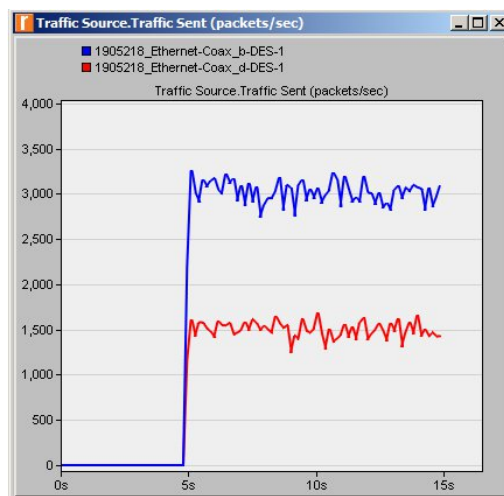 Traffic Source.Traffic Sent (packets/sec)
1905218_Ethernet-Coax_b-DES-1
1905218_Ethernet-Coax_d-DES-1
Traffic Source.Traffic Sent (packets/sec)
4,000
3,500
3,000
2,500
2,000
1,500
1,000
500
0
0s 5s 10s 15s